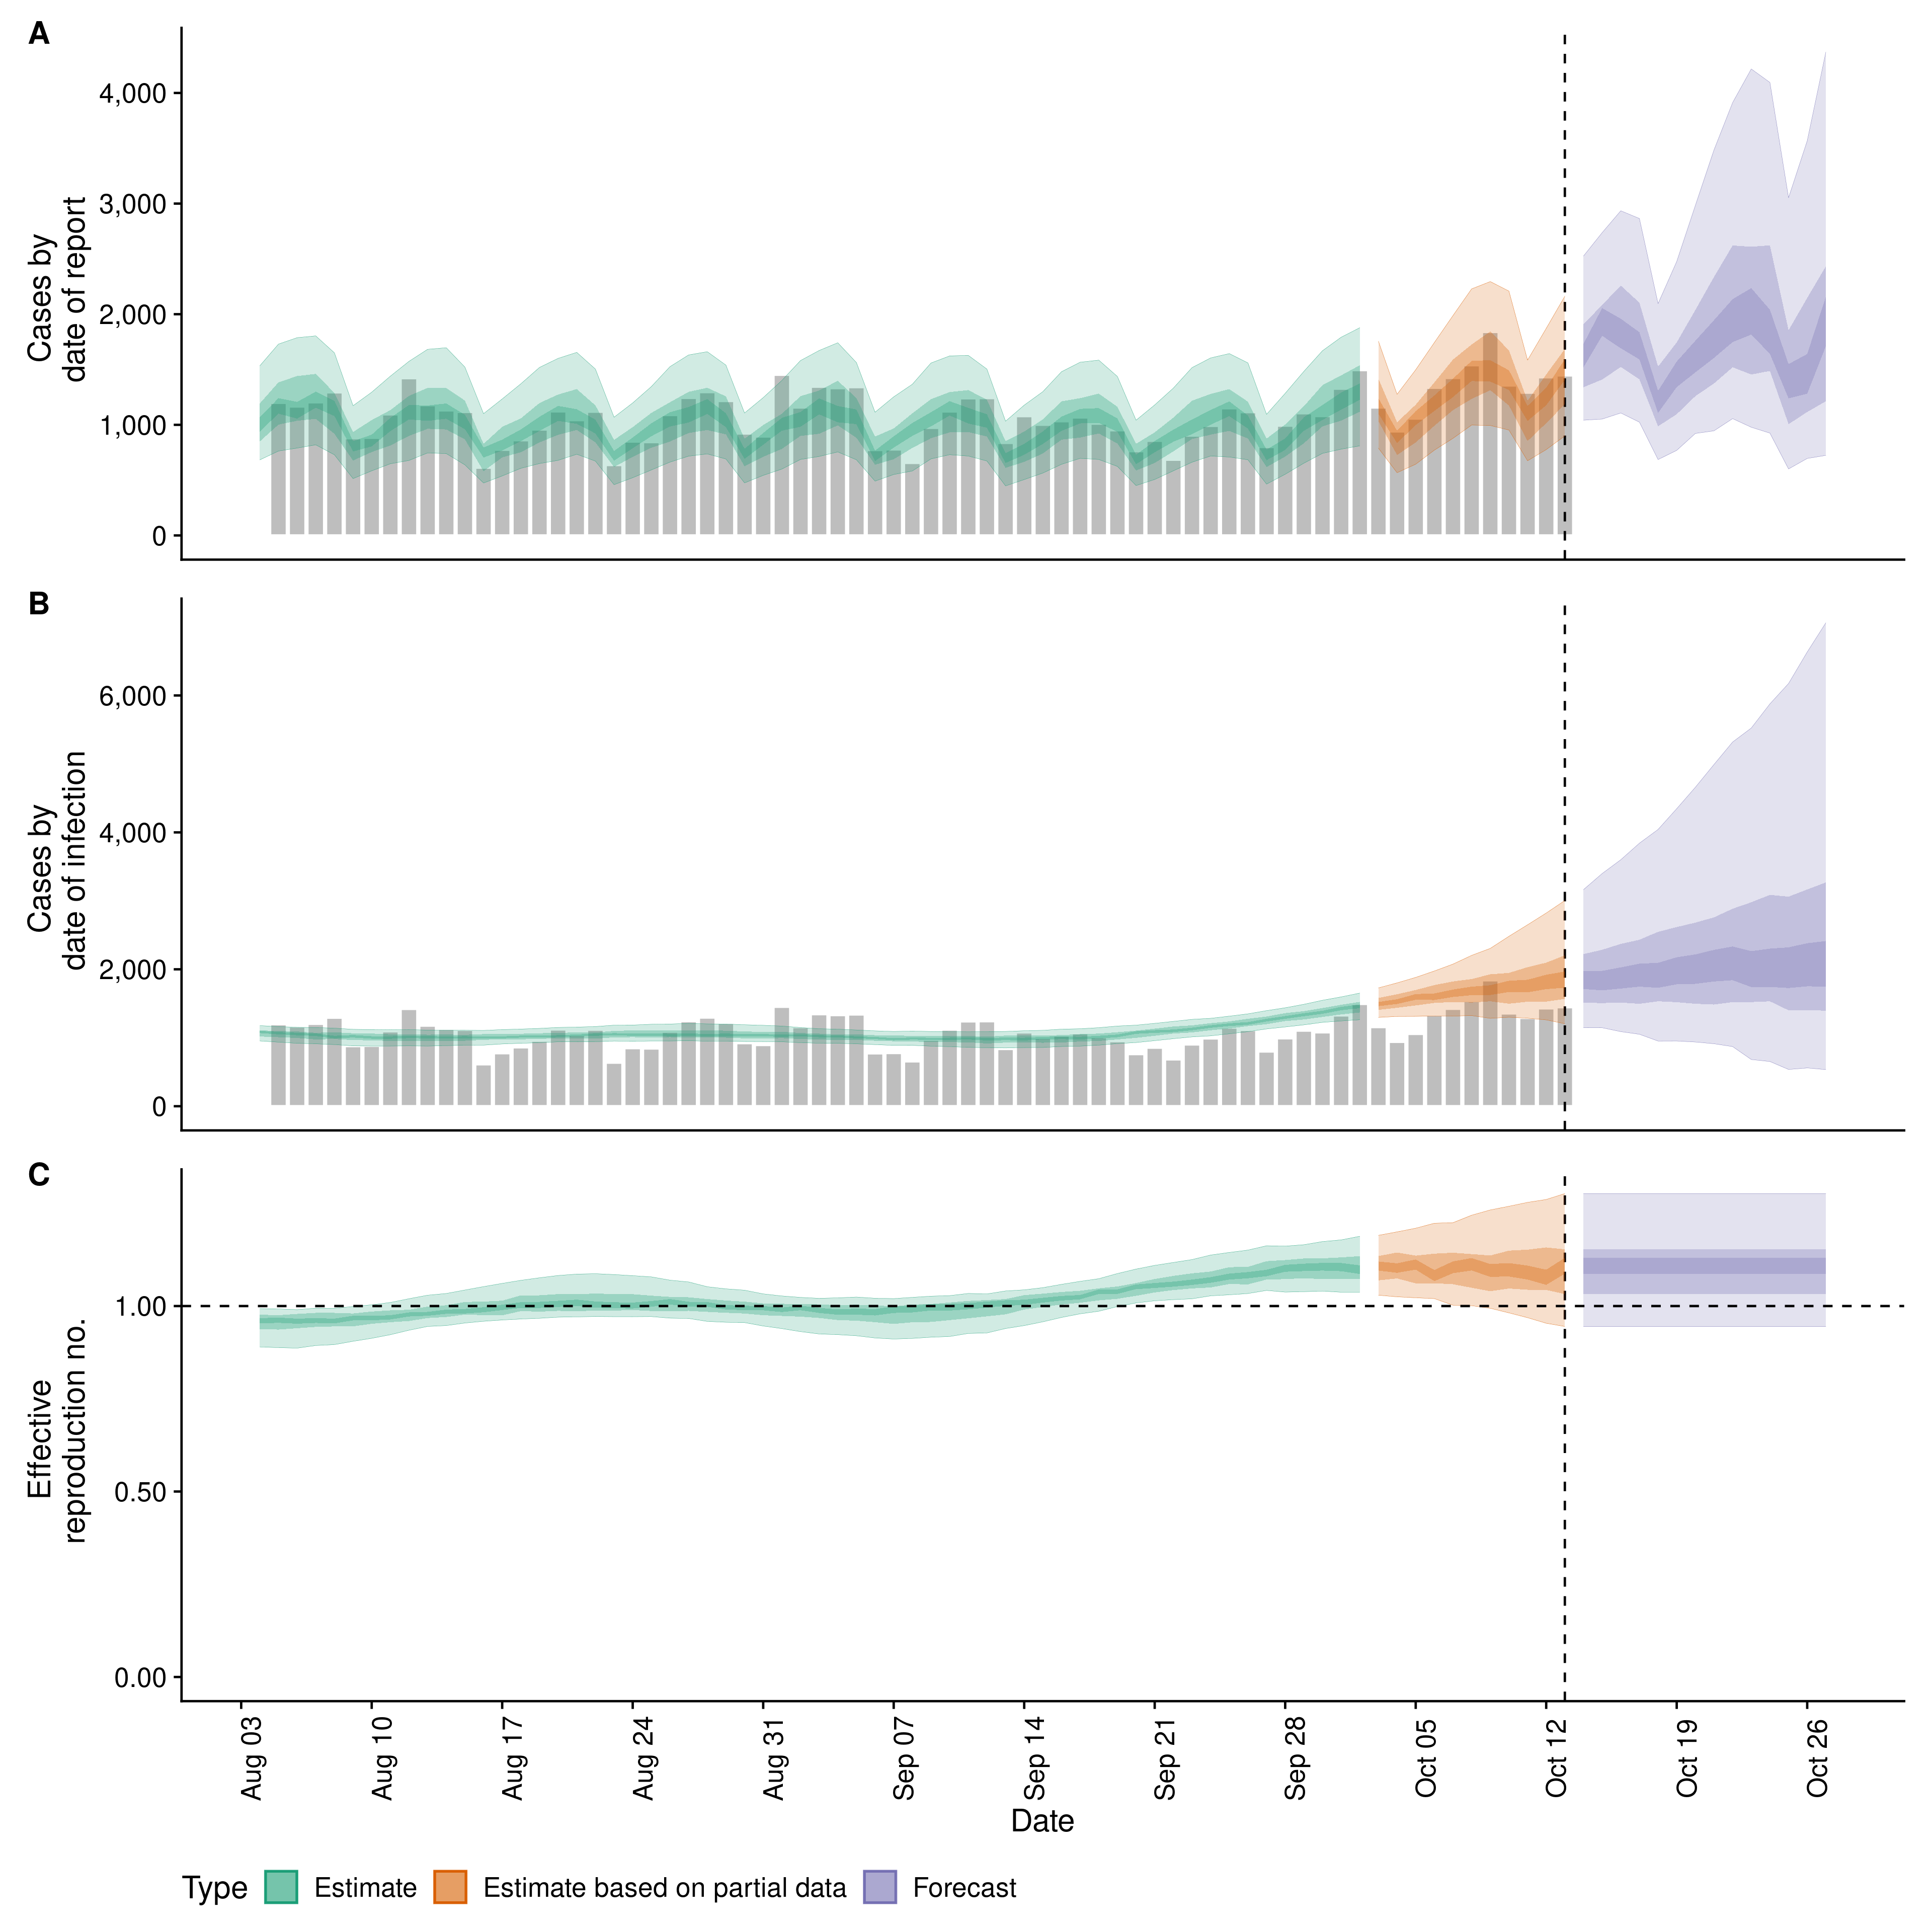 A
Cases by
date of report
4,000
3,000
2,000
1,000
0
B
Cases by
date of infection
6,000
4,000
2,000
0
C
Effective
reproduction no.
1.00
0.50
0.00
Aug 03
Aug 10
Aug 17
Aug 24
Aug 31
Sep 07
Sep 14
Sep 21
Sep 28
Oct 05
Oct 12
Oct 19
Oct 26
Date
Type Estimate Estimate based on partial data Forecast